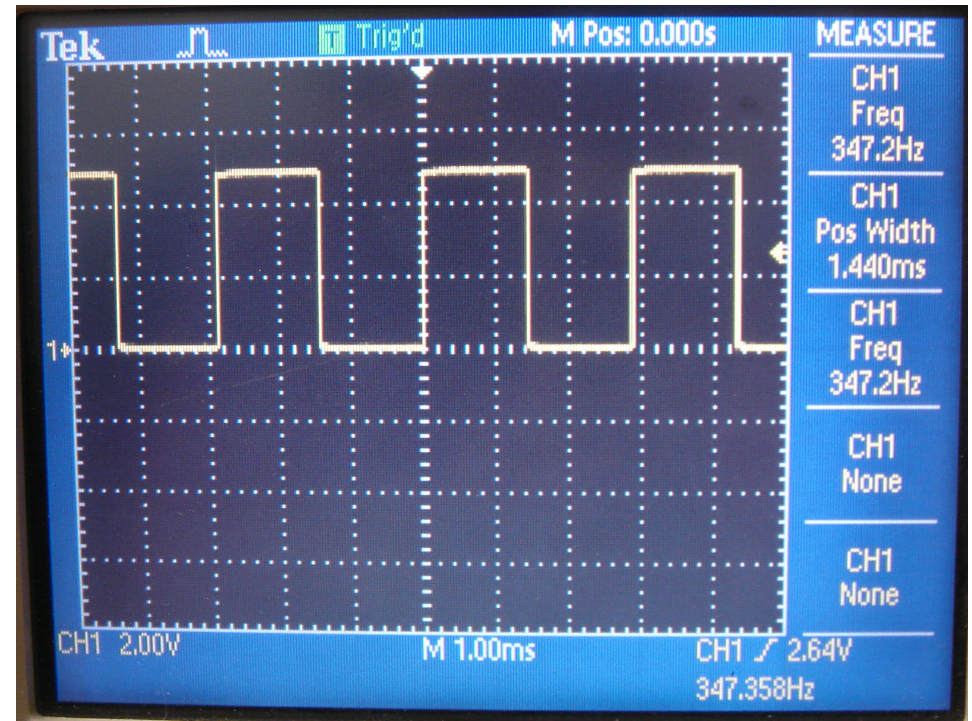 Tek T Trig'd M Pos: 0.000s MEASURE
CH1
Freq
347.2Hz
CH1
Pos Width
1.440ms
CH1
Freq
347.2Hz
CH1
None
CH1
None
1
CH1 2.00V M 1.00ms CH1 2.64V
347.358Hz